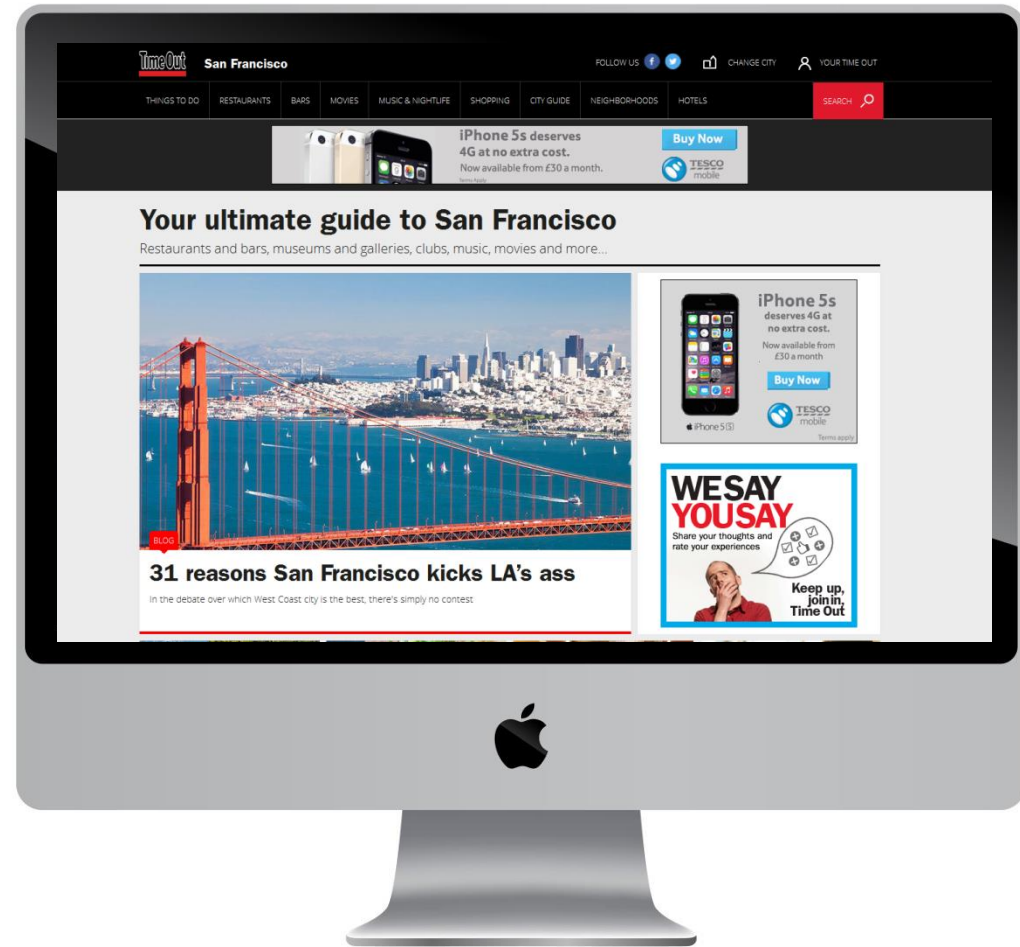 TimeOut
San Francisco
FOLLOW US
CHANGE CITY
YOUR TIME OUT
THINGS TO DO
RESTAURANTS
BARS
MOVIES
MUSIC & NIGHTLIFE
SHOPPING
CITY GUIDE
NEIGHBORHOODS
HOTELS
SEARCH
iPhone 5s deserves
4G at no extra cost.
Now available from £30 a month.
Terms Apply
Buy Now
TESCO
mobile
Your ultimate guide to San Francisco
Restaurants and bars, museums and galleries, clubs, music, movies and more...
BLOG
31 reasons San Francisco kicks LA's ass
In the debate over which West Coast city is the best, there's simply no contest
iPhone 5s
deserves 4G at
no extra cost.
Now available from
£30 a month
Buy Now
TESCO
mobile
iPhone 5S
Terms apply
WE SAY
YOU SAY
Share your thoughts and
rate your experiences
Keep up,
join in,
Time Out